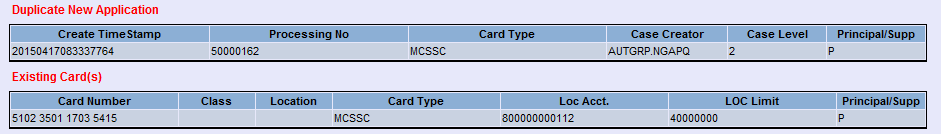 Duplicate New Application
Create TimeStamp Processing No Card Type Case Creator Case Level Principal/Supp
20150417083337764 50000162 MCSSC AUTGRP.NGAPQ 2 P
Existing Card(s)
Card Number Class Location Card Type Loc Acct. LOC Limit Principal/Supp
5102 3501 1703 5415 MCSSC 800000000112 40000000 P